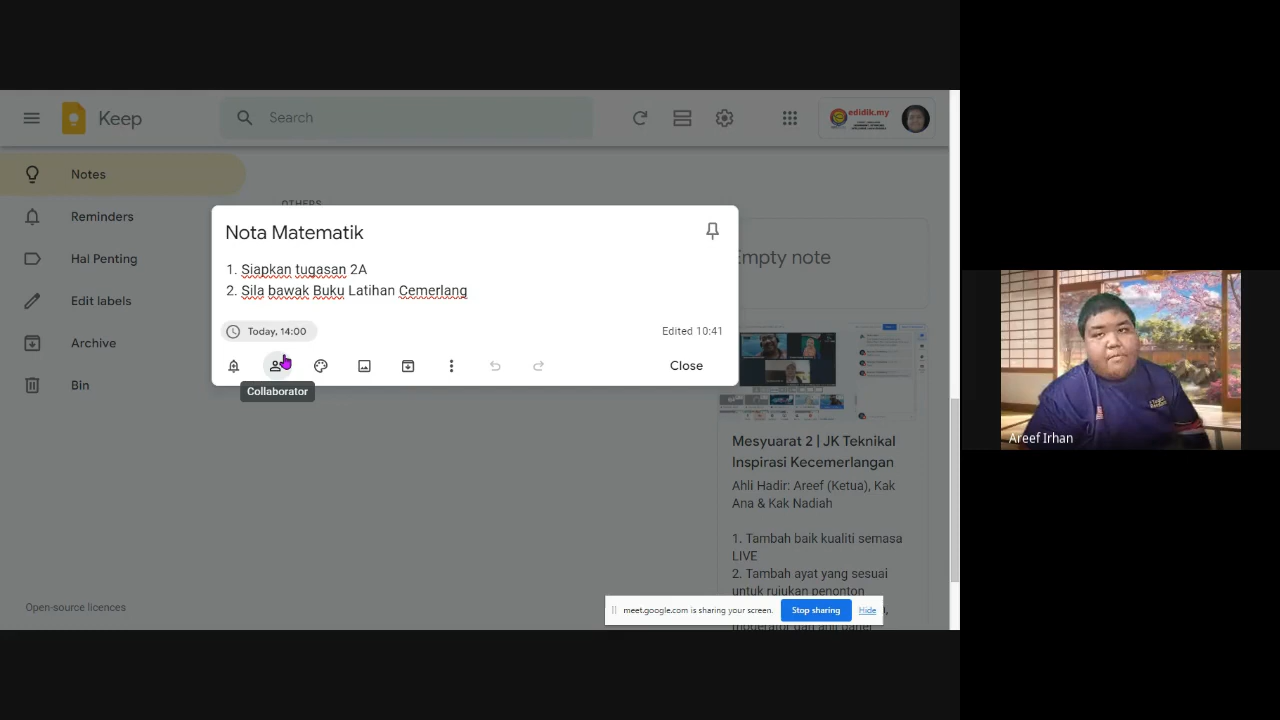 Keep
Search
edidik.my
Notes
Reminders
Hal Penting
Edit labels
Archive
Bin
Open-source licences
OTHERS
Nota Matematik
1. Siapkan tugasan 2A
2. Sila bawak Buku Latihan Cemerlang
Today, 14:00
Edited 10:41
Close
Collaborator
Empty note
Mesyuarat 2 | JK Teknikal
Inspirasi Kecemerlangan
Ahli Hadir: Areef (Ketua), Kak
Ana & Kak Nadiah
1. Tambah baik kualiti semasa
LIVE
2. Tambah ayat yang sesuai
untuk rujukan penonton
meet.google.com is sharing your screen.
Stop sharing
Hide
Areef Irhan